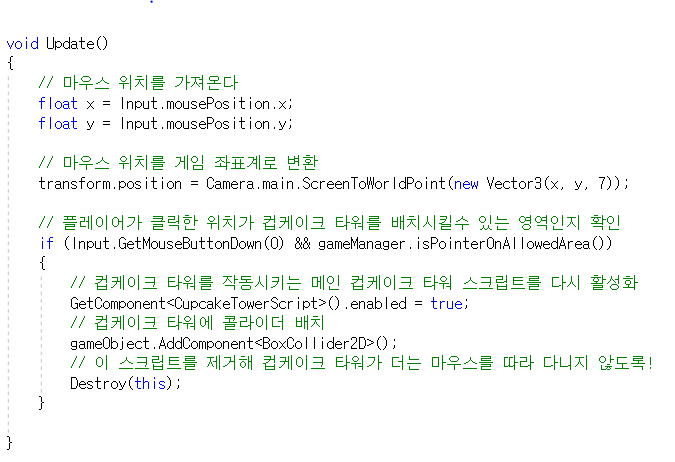 void Update()
{
// 마우스 위치를 가져온다
float x = Input.mousePosition.x;
float y = Input.mousePosition.y;
// 마우스 위치를 게임 좌표계로 변환
transform.position = Camera.main.ScreenToWorldPoint(new Vector3(x, y, 7));
// 플레이어가 클릭한 위치가 컵케이크 타워를 배치시킬수 있는 영역인지 확인
if (Input.GetMouseButtonDown(0) && gameManager.isPointerOnAllowedArea())
{
// 컵케이크 타워를 작동시키는 메인 컵케이크 타워 스크립트를 다시 활성화
GetComponent<CupcakeTowerScript>().enabled = true;
// 컵케이크 타워에 콜라이더 배치
gameObject.AddComponent<BoxCollider2D>();
// 이 스크립트를 제거해 컵케이크 타워가 더는 마우스를 따라 다니지 않도록!
Destroy(this);
}
}